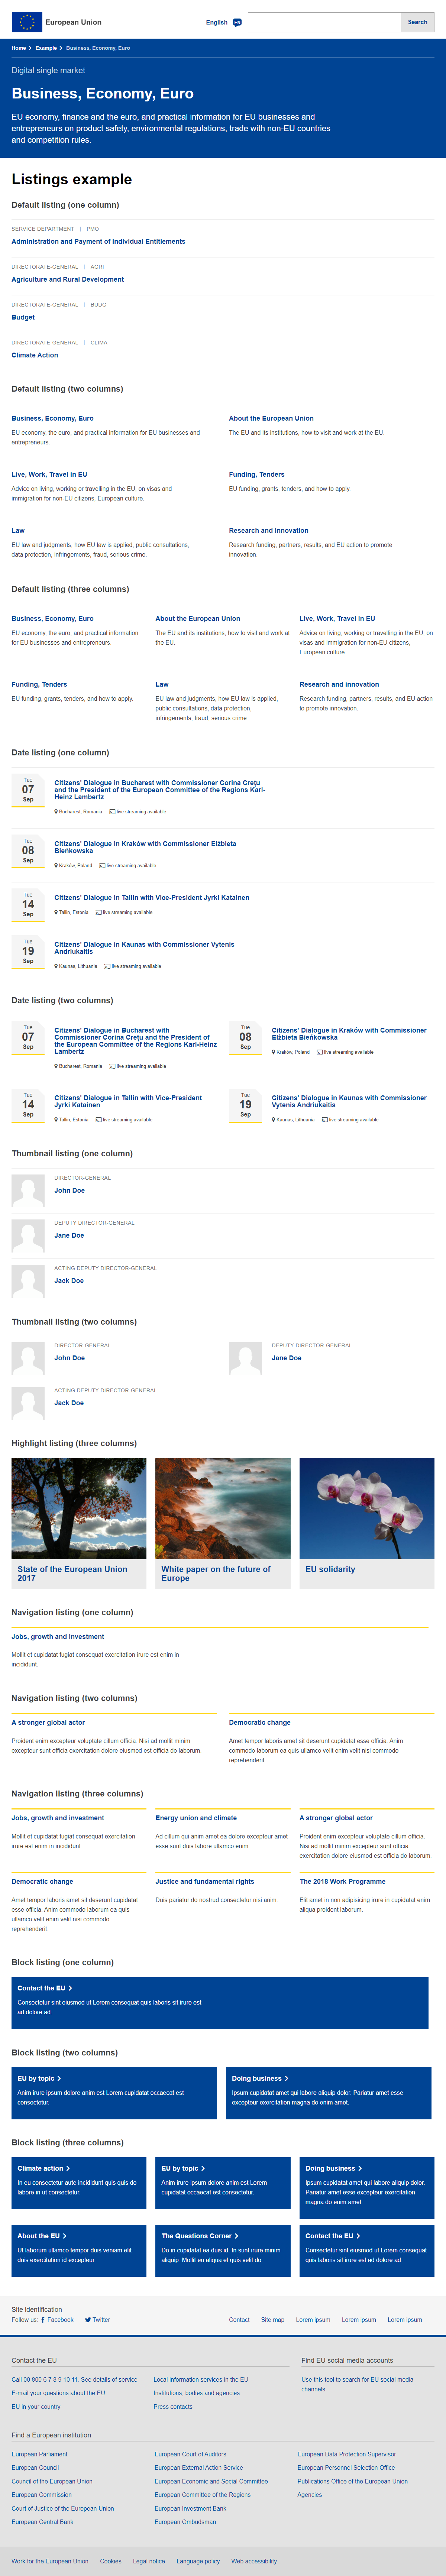 European Union
English EN
Search
Home > Example > Business, Economy, Euro
Digital single market
Business, Economy, Euro
EU economy, finance and the euro, and practical information for EU businesses and
entrepreneurs on product safety, environmental regulations, trade with non-EU countries
and competition rules.
Listings example
Default listing (one column)
SERVICE DEPARTMENT | PMO
Administration and Payment of Individual Entitlements
DIRECTORATE-GENERAL | AGRI
Agriculture and Rural Development
DIRECTORATE-GENERAL | BUDG
Budget
DIRECTORATE-GENERAL | CLIMA
Climate Action
Default listing (two columns)
Business, Economy, Euro
EU economy, the euro, and practical information for EU businesses and
entrepreneurs.
About the European Union
The EU and its institutions, how to visit and work at the EU
Live, Work, Travel in EU
Advice on living, working or travelling in the EU, on visas and
immigration for non-EU citizens, European culture.
Funding, Tenders
EU funding, grants, tenders, and how to apply.
Law
EU law and judgments, how EU law is applied, public consultations,
data protection, infringements, fraud, serious crime.
Research and innovation
Research funding, partners, results, and EU action to promote
innovation.
Default listing (three columns)
Business, Economy, Euro
EU economy, the euro, and practical information
for EU businesses and entrepreneurs.
About the European Union
The EU and its institutions, how to visit and work at
the EU.
Live, Work, Travel in EU
Advice on living, working or travelling in the EU, on
visas and immigration for non-EU citizens,
European culture.
Funding, Tenders
EU funding, grants, tenders, and how to apply.
Law
EU law and judgments, how EU law is applied,
public consultations, data protection,
infringements, fraud, serious crime.
Research and innovation
Research funding, partners, results, and EU action
to promote innovation.
Date listing (one column)
Tue
07
Sep
Citizens' Dialogue in Bucharest with Commissioner Corina Crețu
and the President of the European Committee of the Regions Karl-
Heinz Lambertz
Bucharest, Romania live streaming available
Tue
08
Sep
Citizens' Dialogue in Kraków with Commissioner Elżbieta
Bieńkowska
Kraków, Poland live streaming available
Tue
14
Sep
Citizens' Dialogue in Tallin with Vice-President Jyrki Katainen
Tallin, Estonia live streaming available
Tue
19
Sep
Citizens' Dialogue in Kaunas with Commissioner Vytenis
Andriukaitis
Kaunas, Lithuania live streaming available
Date listing (two columns)
Tue
07
Sep
Citizens' Dialogue in Bucharest with
Commissioner Corina Crețu and the President of
the European Committee of the Regions Karl-Heinz
Lambertz
Bucharest, Romania live streaming available
Tue
08
Sep
Citizens' Dialogue in Kraków with Commissioner
Elżbieta Bieńkowska
Kraków, Poland live streaming available
Tue
14
Sep
Citizens' Dialogue in Tallin with Vice-President
Jyrki Katainen
Tallin, Estonia live streaming available
Tue
19
Sep
Citizens' Dialogue in Kaunas with Commissioner
Vytenis Andriukaitis
Kaunas, Lithuania live streaming available
Thumbnail listing (one column)
DIRECTOR-GENERAL
John Doe
DEPUTY DIRECTOR-GENERAL
Jane Doe
ACTING DEPUTY DIRECTOR-GENERAL
Jack Doe
Thumbnail listing (two columns)
DIRECTOR-GENERAL
John Doe
DEPUTY DIRECTOR-GENERAL
Jane Doe
ACTING DEPUTY DIRECTOR-GENERAL
Jack Doe
Highlight listing (three columns)
State of the European Union
2017
White paper on the future of
Europe
EU solidarity
Navigation listing (one column)
Jobs, growth and investment
Mollit et cupidatat fugiat consequat exercitation irure est enim in
incididunt.
Navigation listing (two columns)
A stronger global actor
Proident enim excepteur voluptate cillum officia. Nisi ad mollit minim
excepteur sunt officia exercitation dolore eiusmod est officia do laborum.
Democratic change
Amet tempor laboris amet sit deserunt cupidatat esse officia. Anim
commodo laborum ea quis ullamco velit enim velit nisi commodo
reprehenderit.
Navigation listing (three columns)
Jobs, growth and investment
Mollit et cupidatat fugiat consequat exercitation
irure est enim in incididunt.
Energy union and climate
Ad cillum qui anim amet ea dolore excepteur amet
esse sunt duis labore ullamco enim.
A stronger global actor
Proident enim excepteur voluptate cillum officia.
Nisi ad mollit minim excepteur sunt officia
exercitation dolore eiusmod est officia do laborum.
Democratic change
Amet tempor laboris amet sit deserunt cupidatat
esse officia. Anim commodo laborum ea quis
ullamco velit enim velit nisi commodo
reprehenderit.
Justice and fundamental rights
Duis pariatur do nostrud consectetur nisi anim.
The 2018 Work Programme
Elit amet in non adipisicing irure in cupidatat enim
aliqua proident laborum.
Block listing (one column)
Contact the EU >
Consectetur sint eiusmod ut Lorem consequat quis laboris sit irure est
ad dolore ad.
Block listing (two columns)
EU by topic >
Anim irure ipsum dolore anim est Lorem cupidatat occaecat est
consectetur.
Doing business >
Ipsum cupidatat amet qui labore aliquip dolor. Pariatur amet esse
excepteur exercitation magna do enim amet.
Block listing (three columns)
Climate action >
In eu consectetur aute incididunt quis quis do
labore in ut consectetur.
EU by topic >
Anim irure ipsum dolore anim est Lorem
cupidatat occaecat est consectetur.
Doing business >
Ipsum cupidatat amet qui labore aliquip dolor.
Pariatur amet esse excepteur exercitation
magna do enim amet.
About the EU >
Ut laborum ullamco tempor duis veniam elit
duis exercitation id excepteur.
The Questions Corner >
Do in cupidatat ea duis id. In sunt irure minim
aliquip. Mollit eu aliqua et quis velit do.
Contact the EU >
Consectetur sint eiusmod ut Lorem consequat
quis laboris sit irure est ad dolore ad.
Site identification
Follow us: Facebook Twitter
Contact Site map Lorem ipsum Lorem ipsum Lorem ipsum
Contact the EU
Call 00 800 6 7 8 9 10 11. See details of service
E-mail your questions about the EU
EU in your country
Local information services in the EU
Institutions, bodies and agencies
Press contacts
Find EU social media accounts
Use this tool to search for EU social media
channels
Find a European institution
European Parliament
European Council
Council of the European Union
European Commission
Court of Justice of the European Union
European Central Bank
European Court of Auditors
European External Action Service
European Economic and Social Committee
European Committee of the Regions
European Investment Bank
European Ombudsman
European Data Protection Supervisor
European Personnel Selection Office
Publications Office of the European Union
Agencies
Work for the European Union Cookies Legal notice Language policy Web accessibility